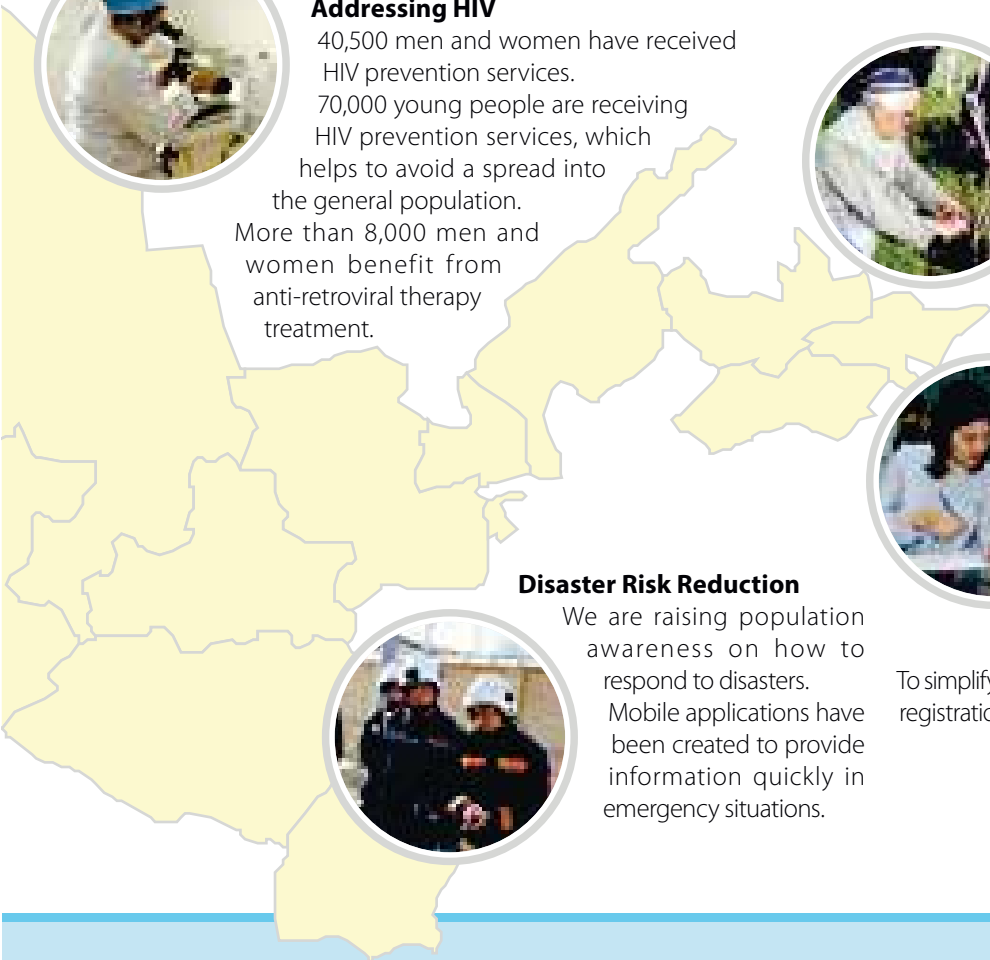 Addressing HIV
40,500 men and women have received
HIV prevention services.
70,000 young people are receiving
HIV prevention services, which
helps to avoid a spread into
the general population.
More than 8,000 men and
women benefit from
anti-retroviral therapy
treatment.
Disaster Risk Reduction
We are raising population
awareness on how to
respond to disasters.
Mobile applications have
been created to provide
information quickly in
emergency situations.
To simplify